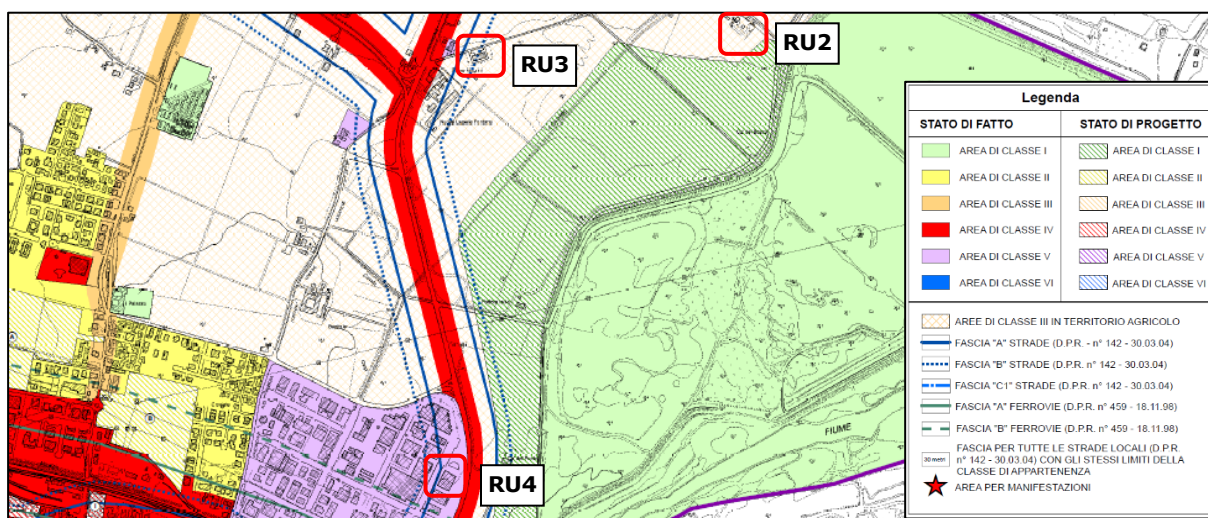 RU2
RU3
RU4
FIUME
Legenda
STATO DI FATTO
STATO DI PROGETTO
AREA DI CLASSE I
AREA DI CLASSE I
AREA DI CLASSE II
AREA DI CLASSE II
AREA DI CLASSE III
AREA DI CLASSE III
AREA DI CLASSE IV
AREA DI CLASSE IV
AREA DI CLASSE V
AREA DI CLASSE V
AREA DI CLASSE VI
AREA DI CLASSE VI
AREE DI CLASSE III IN TERRITORIO AGRICOLO
FASCIA "A" STRADE (D.P.R. - n° 142 - 30.03.04)
FASCIA "B" STRADE (D.P.R. n° 142 - 30.03.04)
FASCIA "C1" STRADE (D.P.R. n° 142 - 30.03.04)
FASCIA "A" FERROVIE (D.P.R. n° 459 - 18.11.98)
FASCIA "B" FERROVIE (D.P.R. n° 459 - 18.11.98)
30 metri
FASCIA PER TUTTE LE STRADE LOCALI (D.P.R.
n° 142 - 30.03.04) CON GLI STESSI LIMITI DELLA
CLASSE DI APPARTENENZA
AREA PER MANIFESTAZIONI